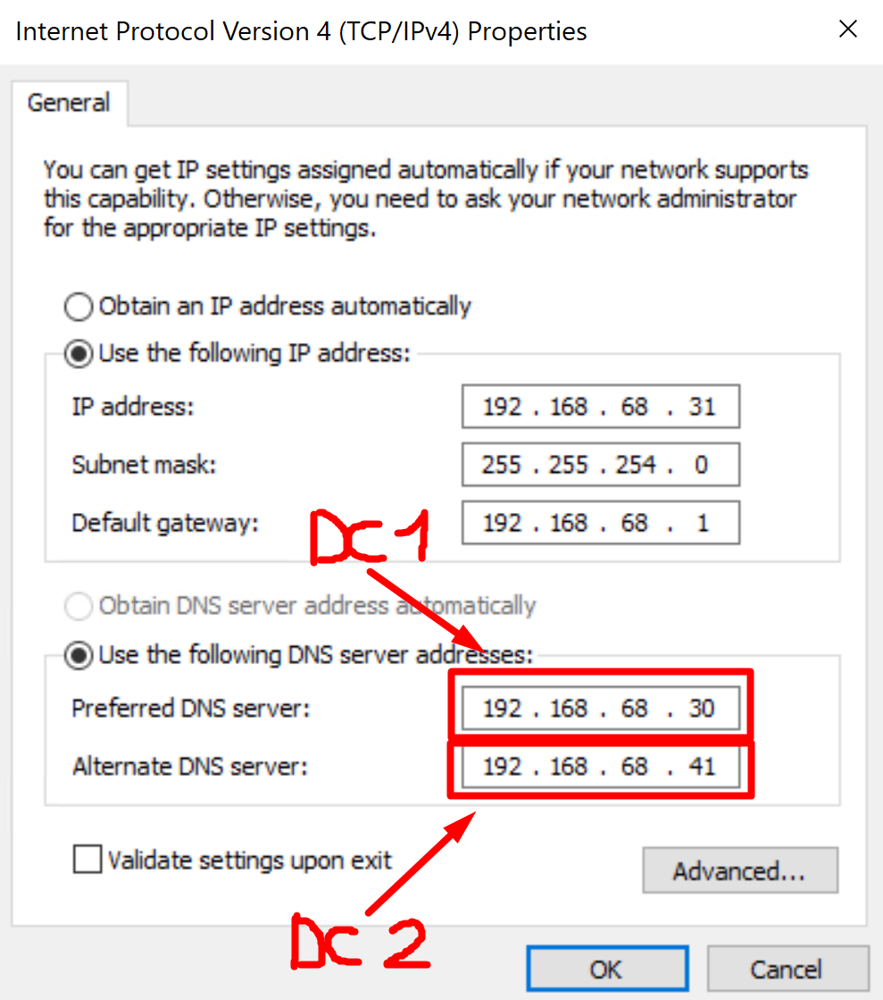 Internet Protocol Version 4 (TCP/IPv4) Properties
General
You can get IP settings assigned automatically if your network supports
this capability. Otherwise, you need to ask your network administrator
for the appropriate IP settings.
Obtain an IP address automatically
Use the following IP address:
IP address: 192 . 168 . 68 . 31
Subnet mask: 255 . 255 . 254 . 0
Default gateway: 192 . 168 . 68 . 1
DC1
Obtain DNS server address automatically
Use the following DNS server addresses:
Preferred DNS server: 192 . 168 . 68 . 30
Alternate DNS server: 192 . 168 . 68 . 41
Validate settings upon exit
Advanced...
DC 2
OK Cancel